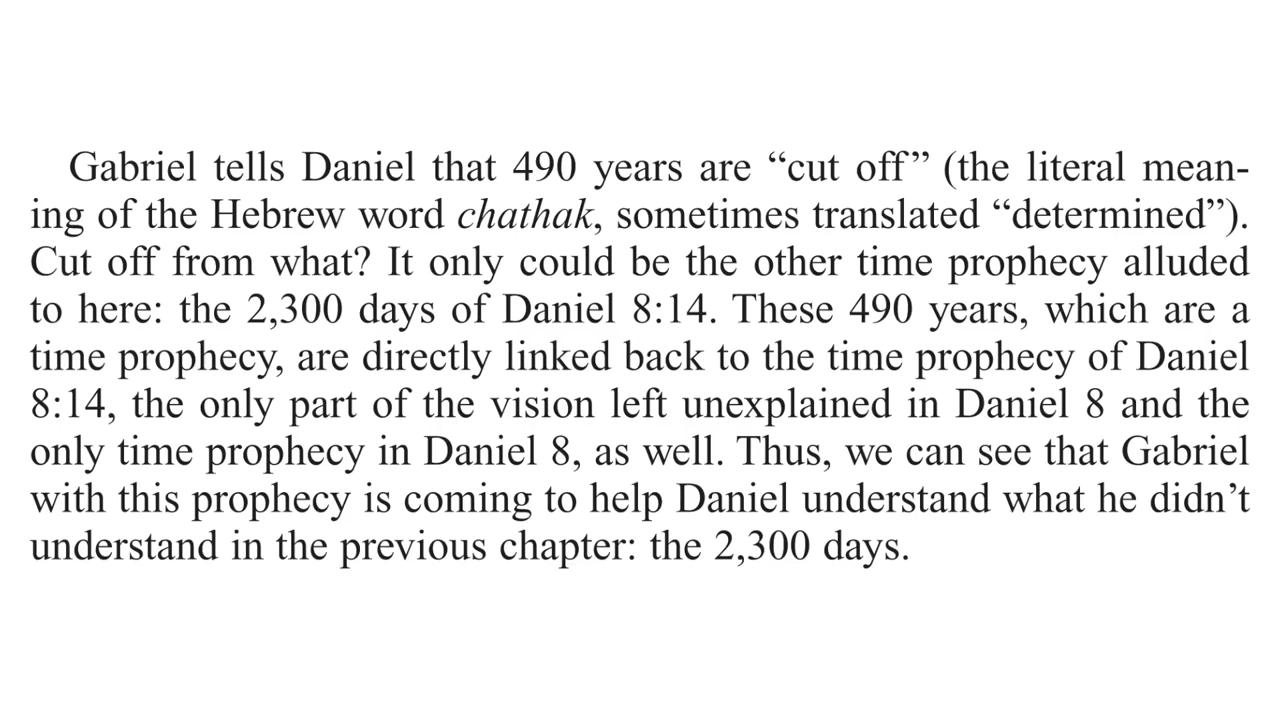 Gabriel tells Daniel that 490 years are “cut off” (the literal mean-
ing of the Hebrew word chathak, sometimes translated “determined”).
Cut off from what? It only could be the other time prophecy alluded
to here: the 2,300 days of Daniel 8:14. These 490 years, which are a
time prophecy, are directly linked back to the time prophecy of Daniel
8:14, the only part of the vision left unexplained in Daniel 8 and the
only time prophecy in Daniel 8, as well. Thus, we can see that Gabriel
with this prophecy is coming to help Daniel understand what he didn’t
understand in the previous chapter: the 2,300 days.